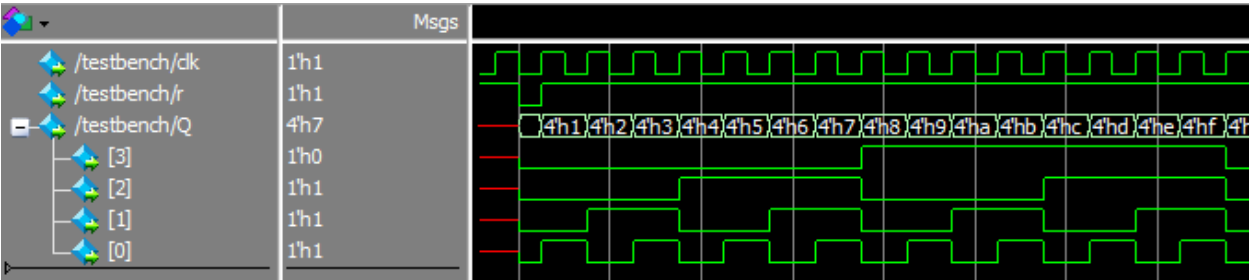 Msgs
/testbench/clk 1'h1
/testbench/r 1'h1
/testbench/Q 4'h7 4'h1 4'h2 4'h3 4'h4 4'h5 4'h6 4'h7 4'h8 4'h9 4'ha 4'hb 4'hc 4'hd 4'he 4'hf 4'h
[3] 1'h0
[2] 1'h1
[1] 1'h1
[0] 1'h1